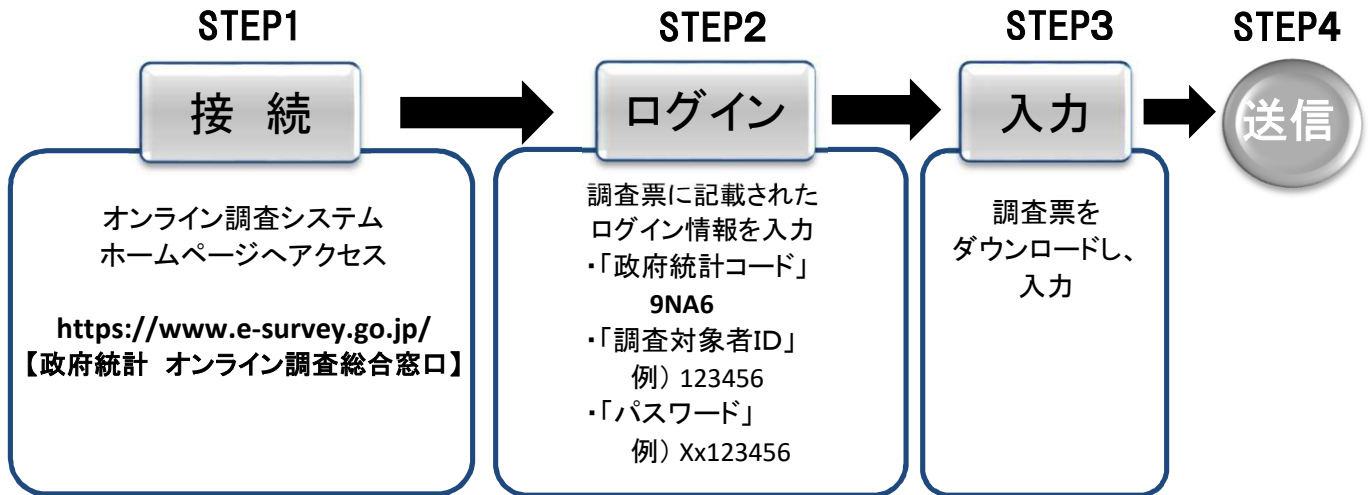 STEP1
接 続
オンライン調査システム
ホームページへアクセス
https://www.e-survey.go.jp/
【政府統計 オンライン調査総合窓口】
STEP2
ログイン
調査票に記載された
ログイン情報を入力
・「政府統計コード」
9NA6
・「調査対象者ID」
例) 123456
・「パスワード」
例) Xx123456
STEP3
入力
調査票を
ダウンロードし、
入力
STEP4
送信